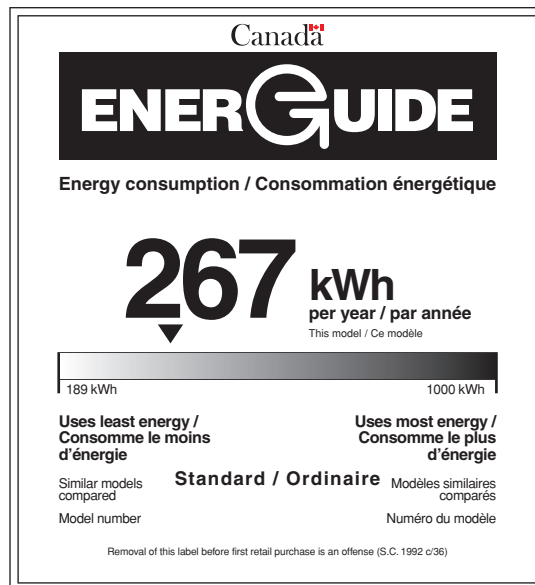 Canada
ENERGUIDE
Energy consumption / Consommation énergétique
267 kWh
per year / par année
This model / Ce modèle
189 kWh 1000 kWh
Uses least energy /
Consomme le moins
d’énergie
Uses most energy /
Consomme le plus
d’énergie
Similar models
compared
Standard / Ordinaire
Modèles similaires
comparés
Model number
Numéro du modèle
Removal of this label before first retail purchase is an offense (S.C. 1992 c/36)